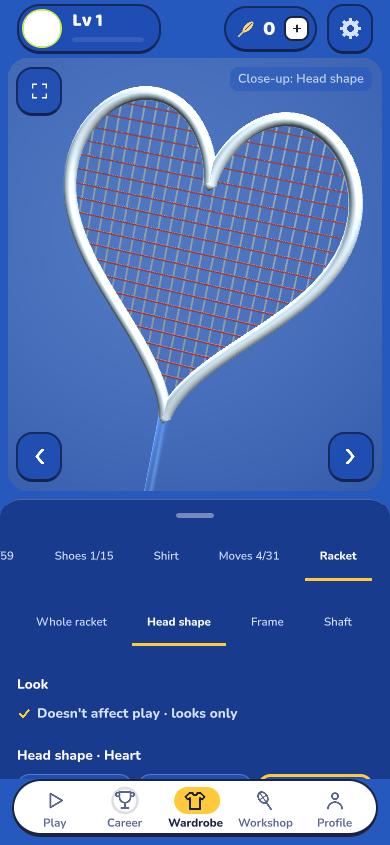 Lv 1
0
+
Close-up: Head shape
/59 Shoes 1/15 Shirt Moves 4/31 Racket
Whole racket Head shape Frame Shaft
Look
Doesn't affect play · looks only
Head shape · Heart
Play Career Wardrobe Workshop Profile